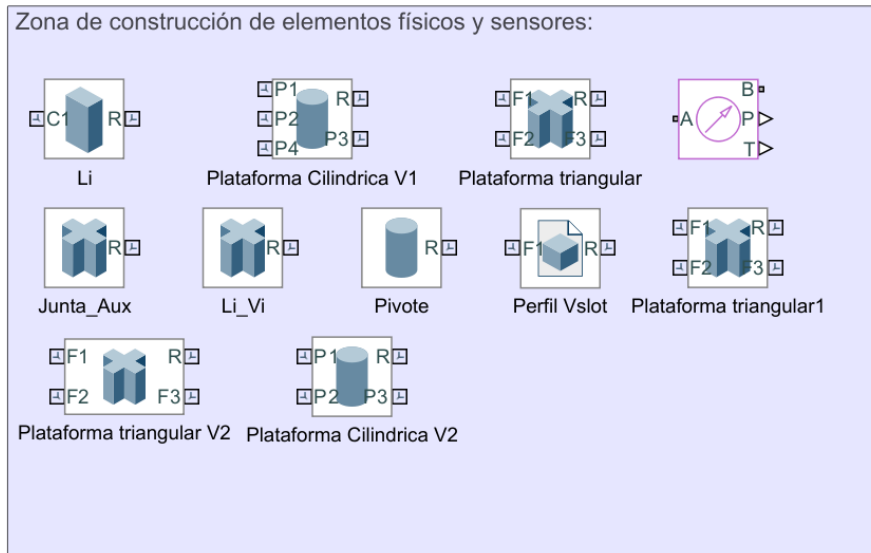 Zona de construcción de elementos físicos y sensores:
C1 R
Li
P1 R
P2
P4 P3
Plataforma Cilindrica V1
F1 R
F2 F3
Plataforma triangular
B
A P
T
R
Junta_Aux
R
Li_Vi
R
Pivote
F1 R
Perfil Vslot
F1 R
F2 F3
Plataforma triangular1
F1 R
F2 F3
Plataforma triangular V2
P1 R
P2 P3
Plataforma Cilindrica V2